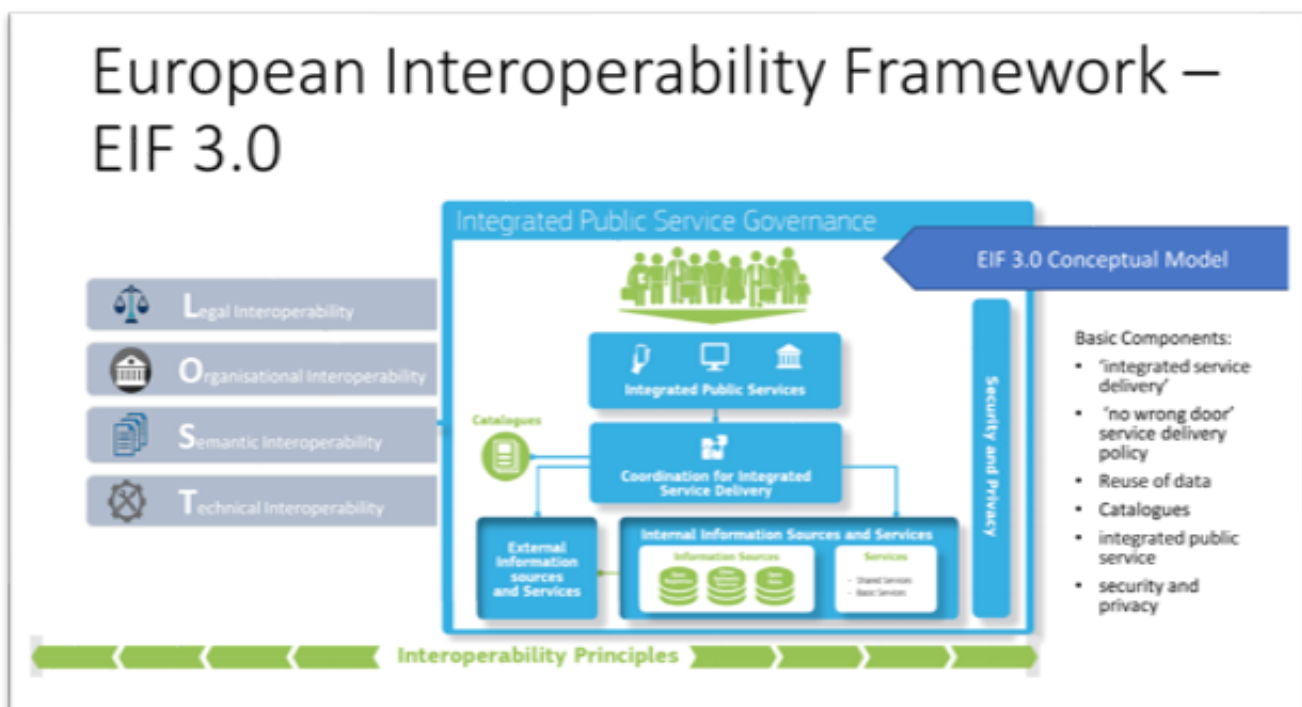 European Interoperability Framework –
EIF 3.0
Integrated Public Service Governance
EIF 3.0 Conceptual Model
Legal Interoperability
Organisational Interoperability
Semantic Interoperability
Technical Interoperability
Integrated Public Services
Catalogues
Coordination for Integrated
Service Delivery
External
Information
sources
and Services
Internal Information Sources and Services
Information Sources
Services
- Shared Services
- Basic Services
Security and Privacy
Basic Components:
• 'integrated service
delivery'
• 'no wrong door'
service delivery
policy
• Reuse of data
• Catalogues
• integrated public
service
• security and
privacy
Interoperability Principles